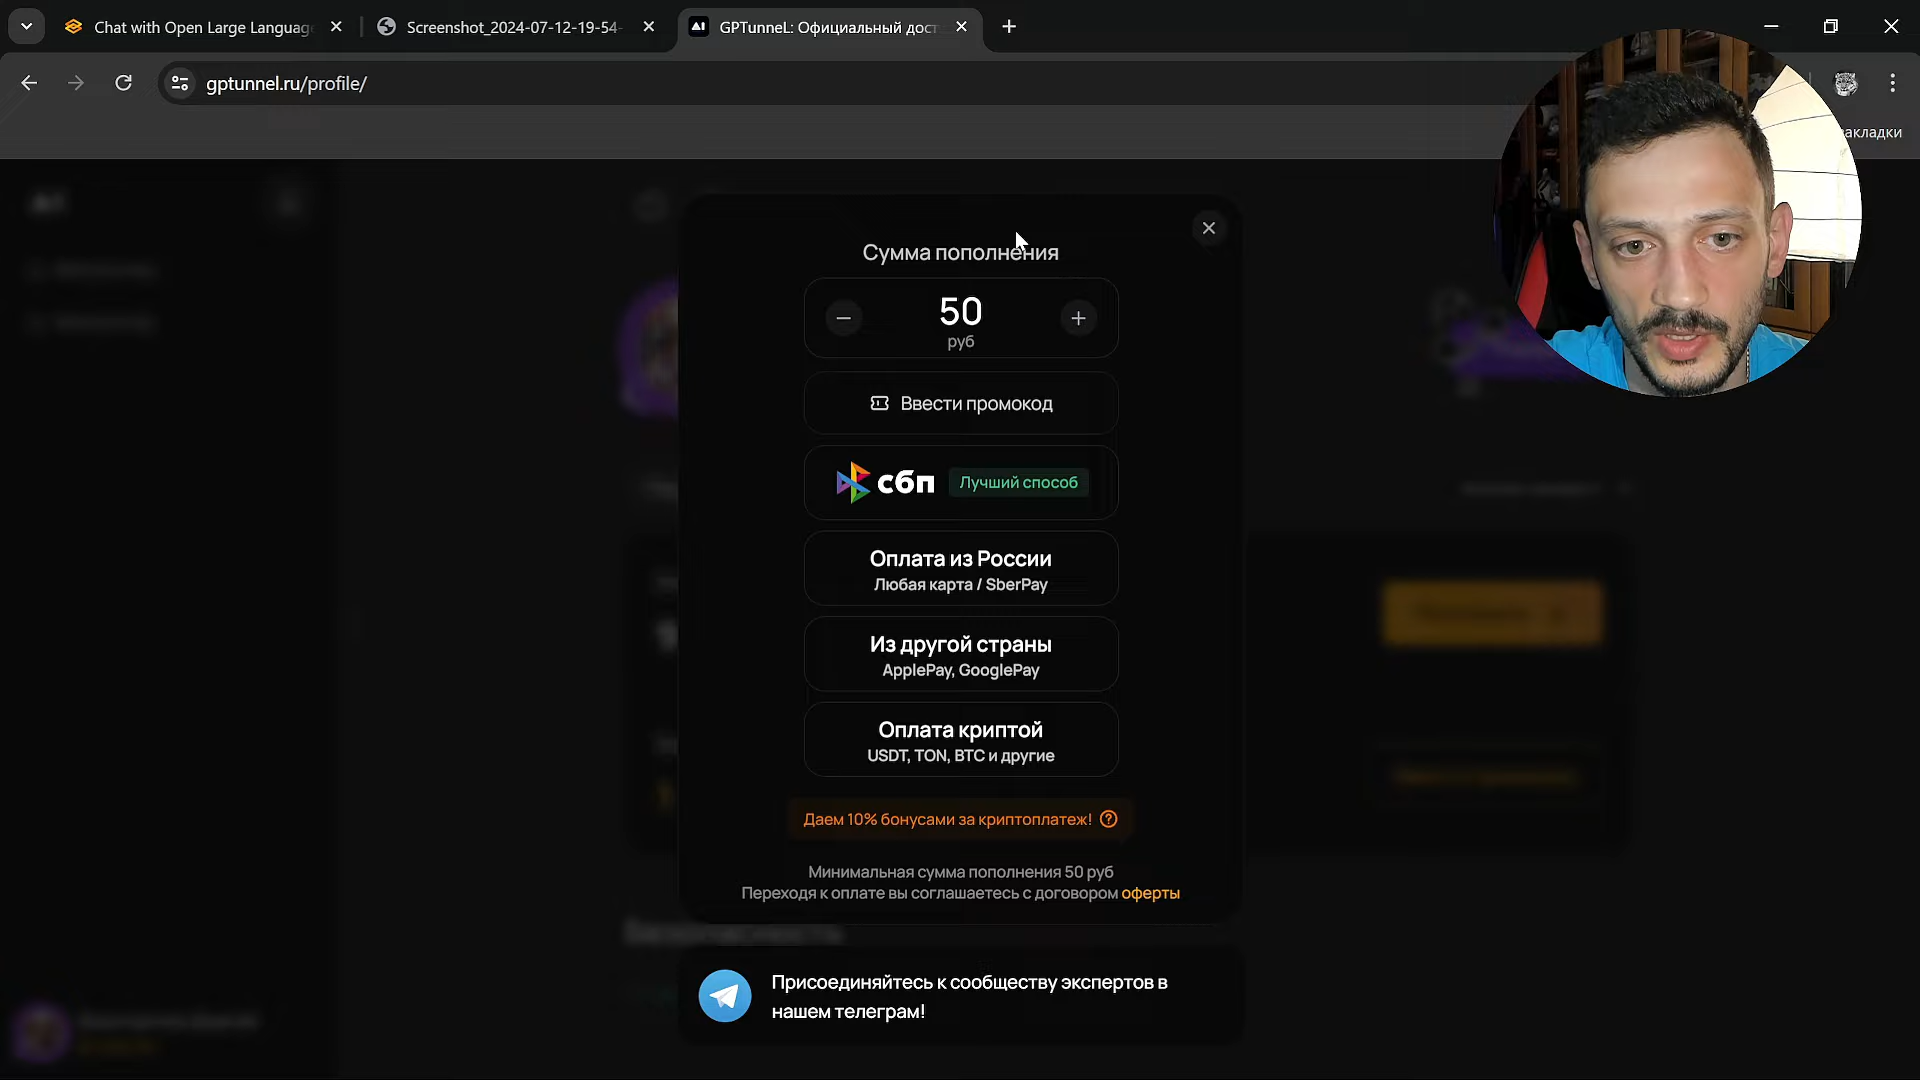 Chat with Open Large Language
Screenshot_2024-07-12-19-54-
GPTunneL: Официальный дост
gptunnel.ru/profile/
акладки
Сумма пополнения
50
руб
Ввести промокод
сбп Лучший способ
Оплата из России
Любая карта / SberPay
Из другой страны
ApplePay, GooglePay
Оплата криптой
USDT, TON, BTC и другие
Даем 10% бонусами за криптоплатеж!
Минимальная сумма пополнения 50 руб
Переходя к оплате вы соглашаетесь с договором оферты
Безопасность
Присоединяйтесь к сообществу экспертов в
нашем телеграм!